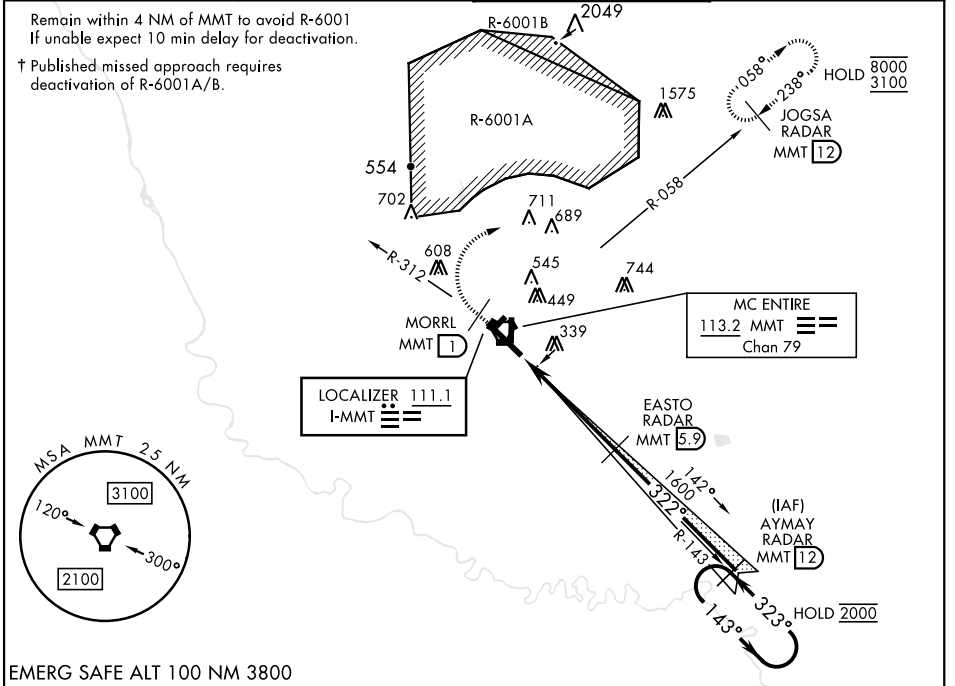 Remain within 4 NM of MMT to avoid R-6001
If unable expect 10 min delay for deactivation.
† Published missed approach requires
deactivation of R-6001A/B.
R-6001B
2049
R-6001A
1575
058°
238°
HOLD 8000
3100
JOGSA
RADAR
MMT 12
554
702
711
689
R-058
608
R-312
545
449
744
MORRL
MMT 1
339
MC ENTIRE
113.2 MMT
Chan 79
LOCALIZER 111.1
I-MMT
EASTO
RADAR
MMT 5.9
142°
1600
322°
R-143
(IAF)
AYMAY
RADAR
MMT 12
323°
143°
HOLD 2000
MSA MMT 25 NM
3100
120°
300°
2100
EMERG SAFE ALT 100 NM 3800